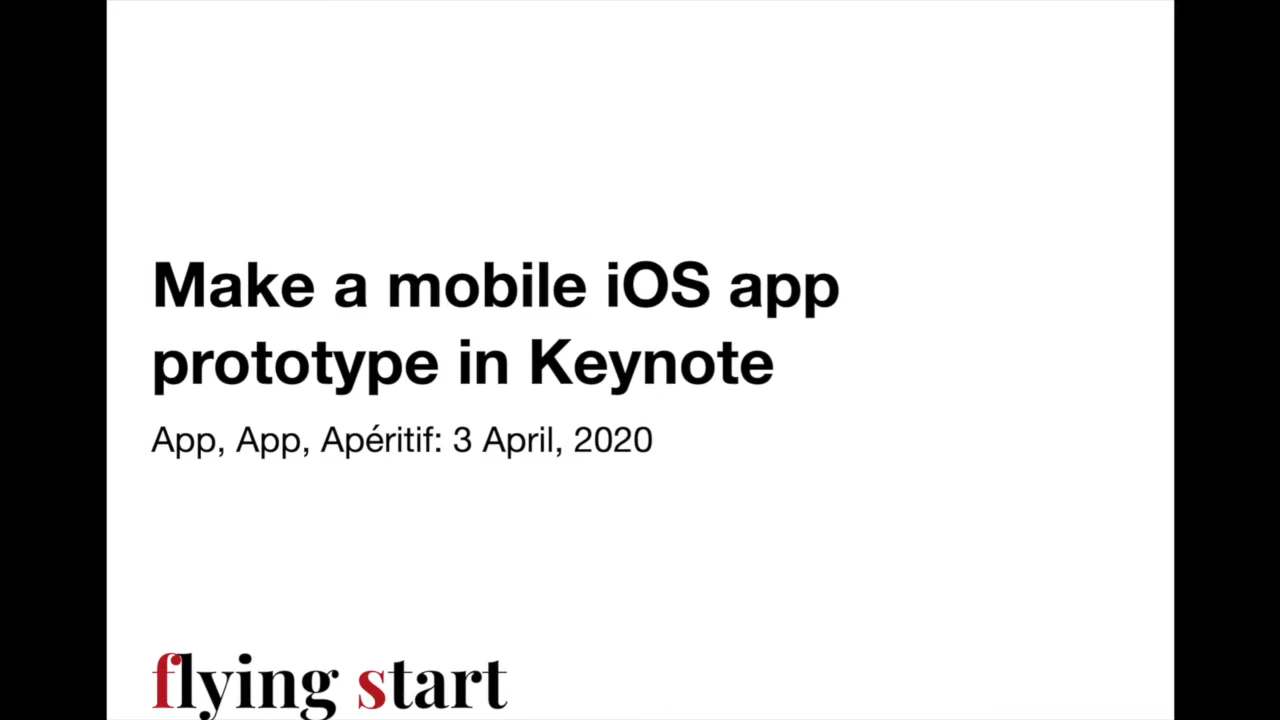 Make a mobile iOS app
prototype in Keynote
App, App, Apéritif: 3 April, 2020
flying start